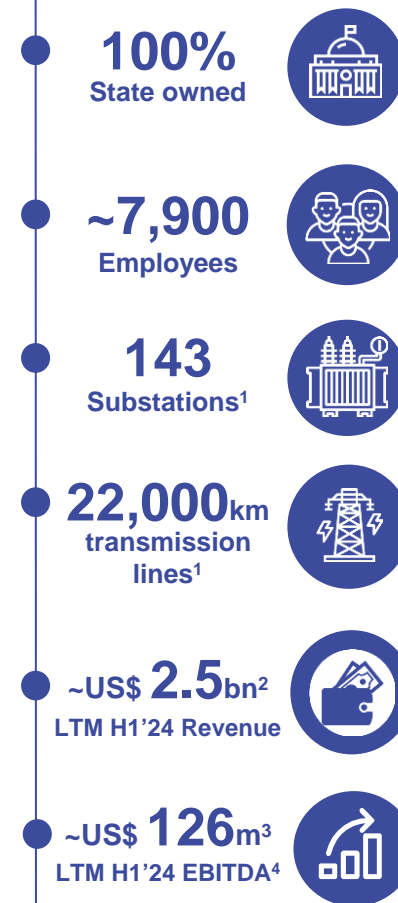 100%
State owned
~7,900
Employees
143
Substations¹
22,000km
transmission
lines¹
~US$ 2.5bn²
LTM H1’24 Revenue
~US$ 126m³
LTM H1’24 EBITDA⁴